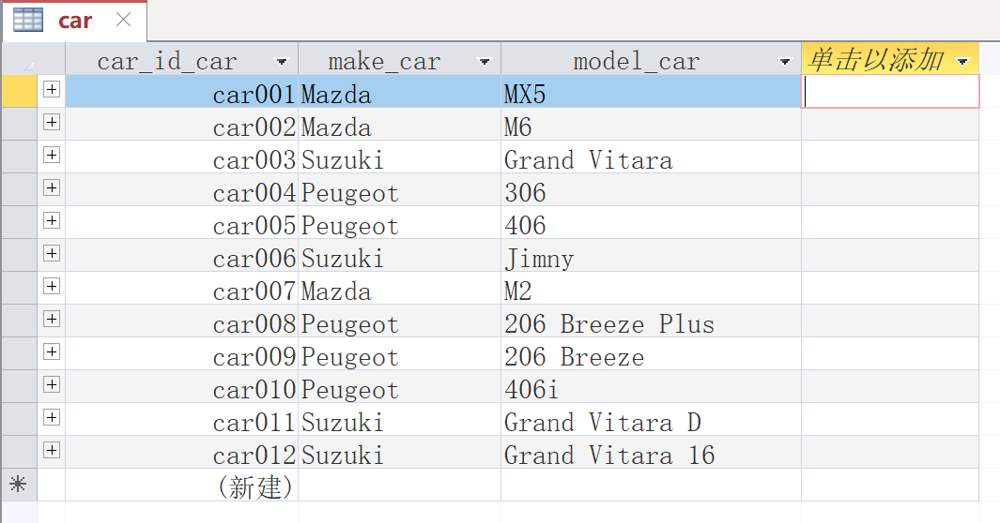 car
car_id_car make_car model_car 单击以添加
car001 Mazda MX5
car002 Mazda M6
car003 Suzuki Grand Vitara
car004 Peugeot 306
car005 Peugeot 406
car006 Suzuki Jimny
car007 Mazda M2
car008 Peugeot 206 Breeze Plus
car009 Peugeot 206 Breeze
car010 Peugeot 406i
car011 Suzuki Grand Vitara D
car012 Suzuki Grand Vitara 16
(新建)